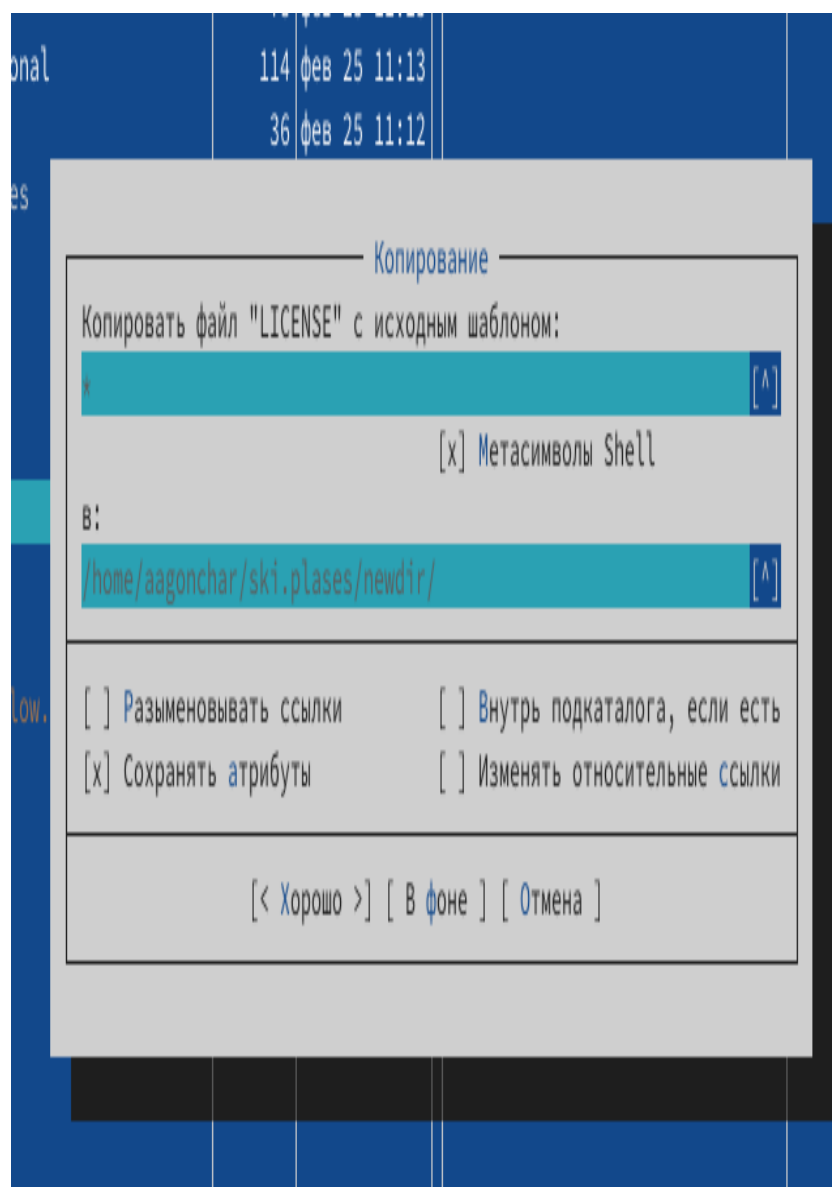 onal 114 фев 25 11:13
36 фев 25 11:12
es
Копирование
Копировать файл "LICENSE" с исходным шаблоном:
* [^]
[x] Метасимволы Shell
в:
/home/aagonchar/ski.plases/newdir/ [^]
low.
[ ] Разыменовывать ссылки [ ] Внутрь подкаталога, если есть
[x] Сохранять атрибуты [ ] Изменять относительные ссылки
[< Хорошо >] [ В фоне ] [ Отмена ]